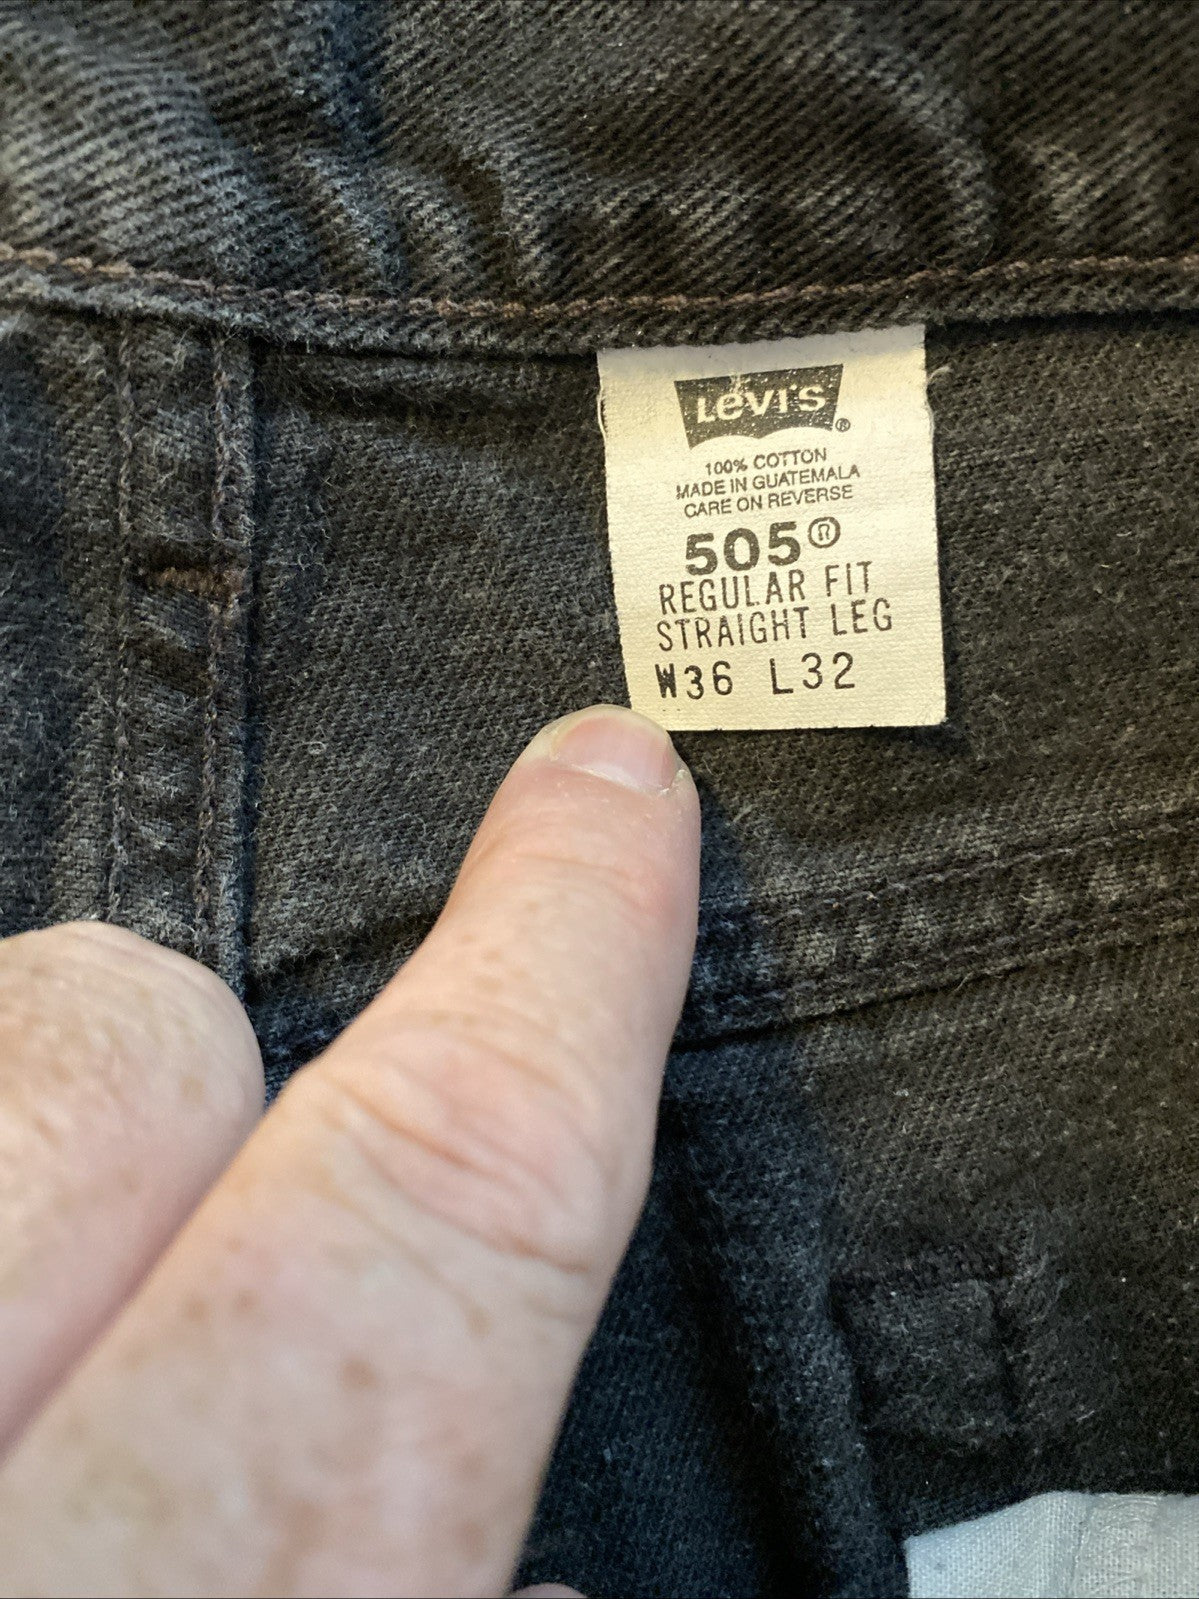 Levi's®
100% COTTON
MADE IN GUATEMALA
CARE ON REVERSE
505®
REGULAR FIT
STRAIGHT LEG
W36 L32